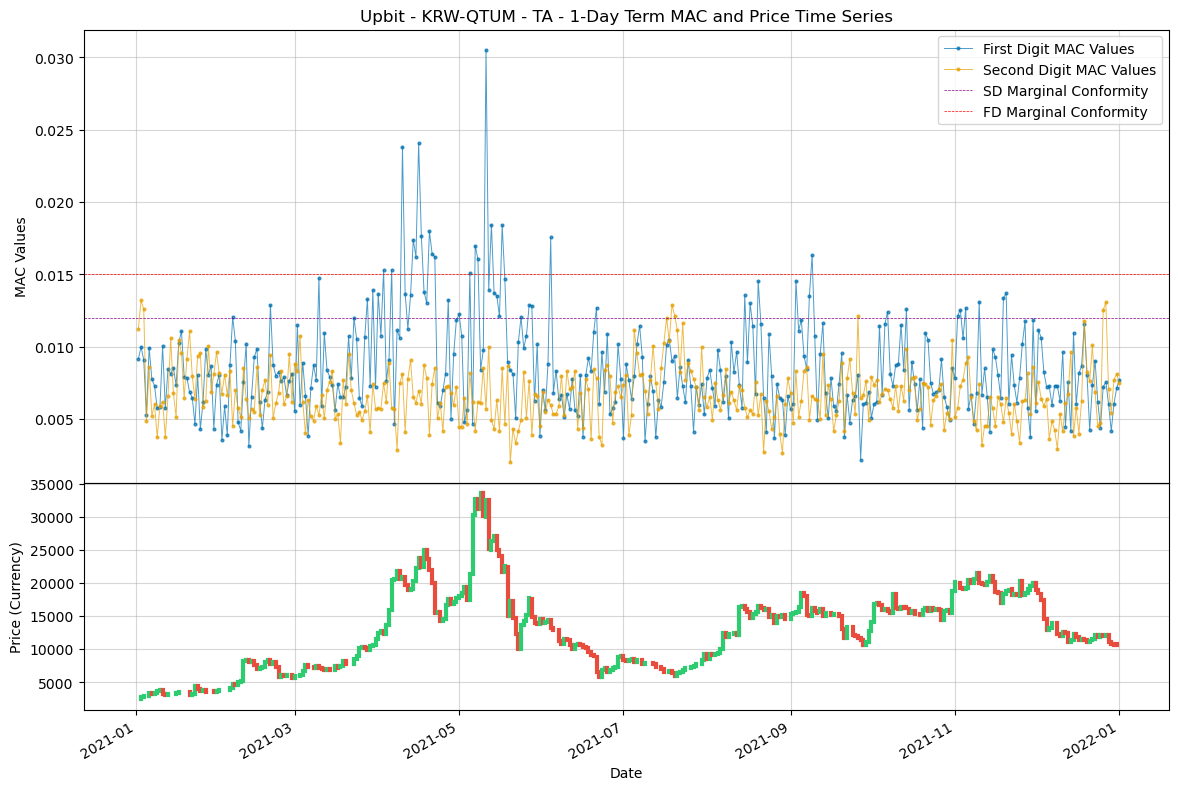 Upbit - KRW-QTUM - TA - 1-Day Term MAC and Price Time Series
First Digit MAC Values
Second Digit MAC Values
SD Marginal Conformity
FD Marginal Conformity
MAC Values
0.030
0.025
0.020
0.015
0.010
0.005
Price (Currency)
35000
30000
25000
20000
15000
10000
5000
2021-01
2021-03
2021-05
2021-07
2021-09
2021-11
2022-01
Date